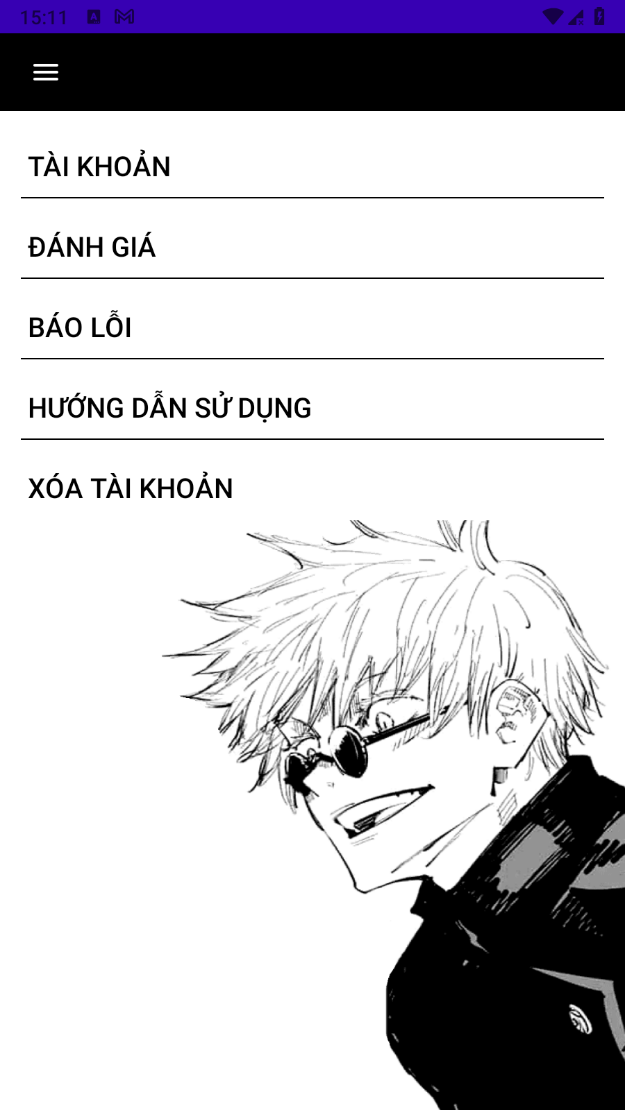 15:11
TÀI KHOẢN
ĐÁNH GIÁ
BÁO LỖI
HƯỚNG DẪN SỬ DỤNG
XÓA TÀI KHOẢN